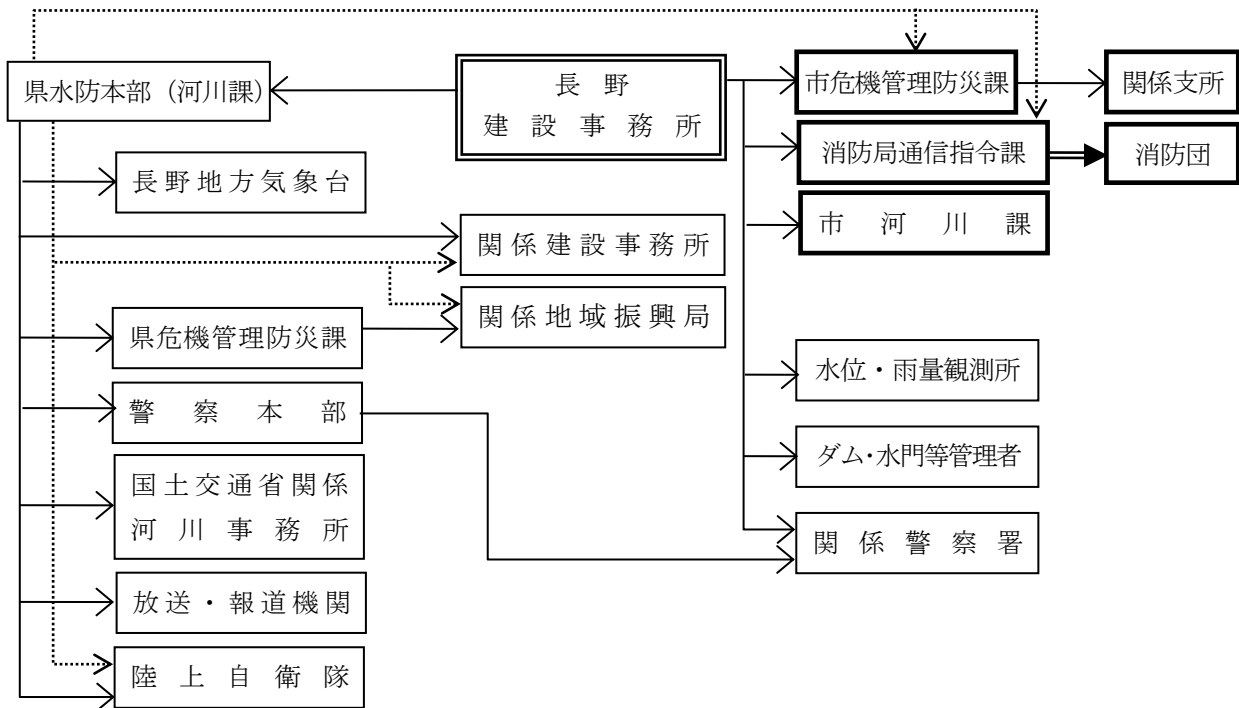 県水防本部（河川課）
長野
建設事務所
市危機管理防災課
関係支所
消防局通信指令課
消防団
市河川課
長野地方気象台
関係建設事務所
関係地域振興局
県危機管理防災課
水位・雨量観測所
警察本部
ダム・水門等管理者
国土交通省関係
河川事務所
関係警察署
放送・報道機関
陸上自衛隊